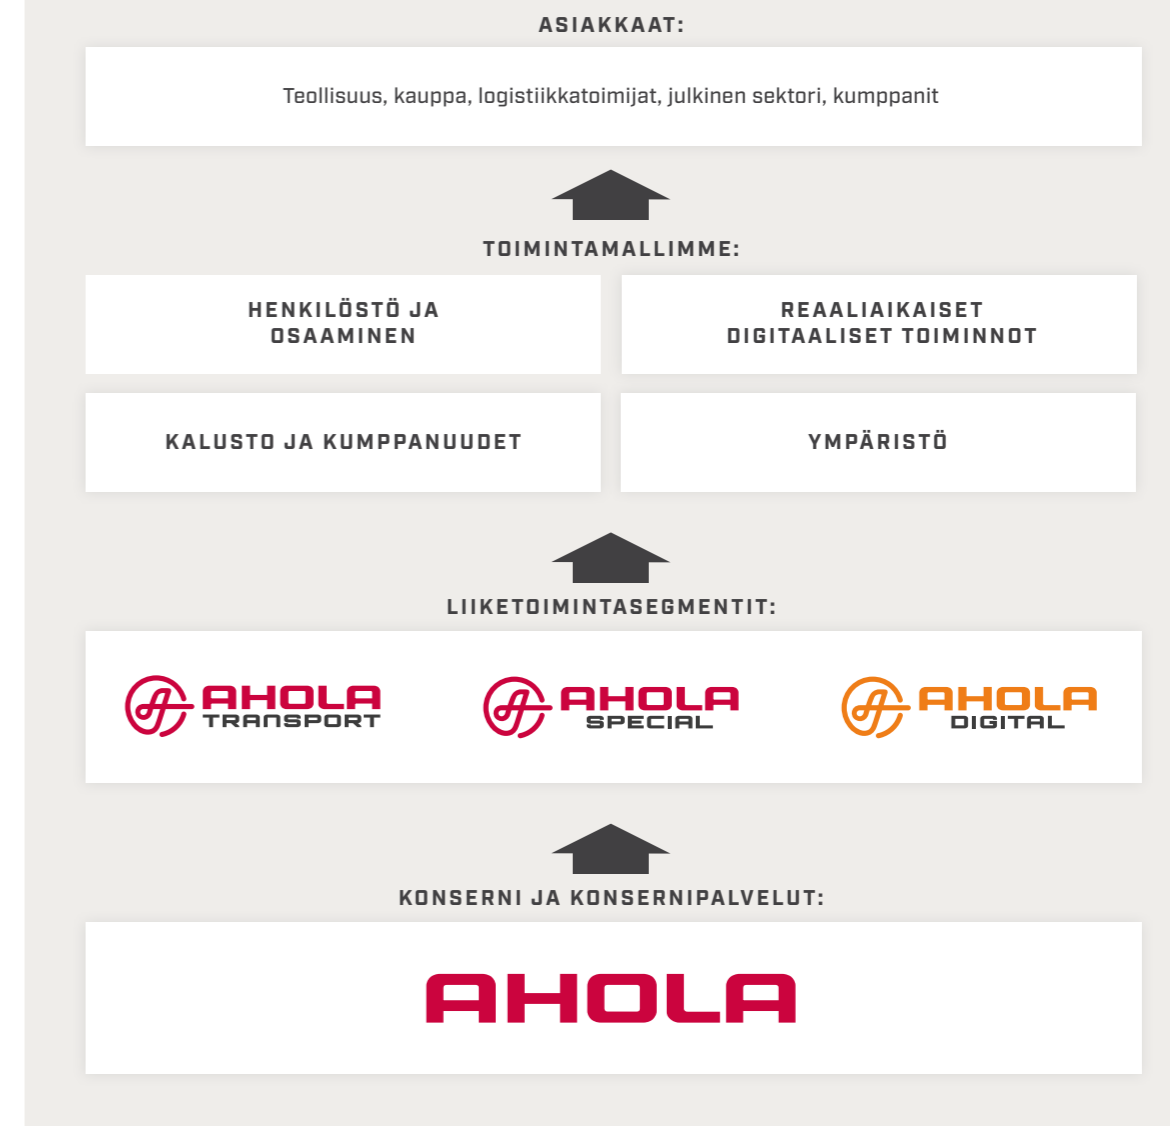 ASIAKKAAT:
Teollisuus, kauppa, logistiikkatoimijat, julkinen sektori, kumppanit
TOIMINTAMALLIMME:
HENKILÖSTÖ JA
OSAAMINEN
REAALIAIKAISET
DIGITAALISET TOIMINNOT
KALUSTO JA KUMPPANUUDET
YMPÄRISTÖ
LIIKETOIMINTASEGMENTIT:
AHOLA
TRANSPORT
AHOLA
SPECIAL
AHOLA
DIGITAL
KONSERNI JA KONSERNIPALVELUT:
AHOLA